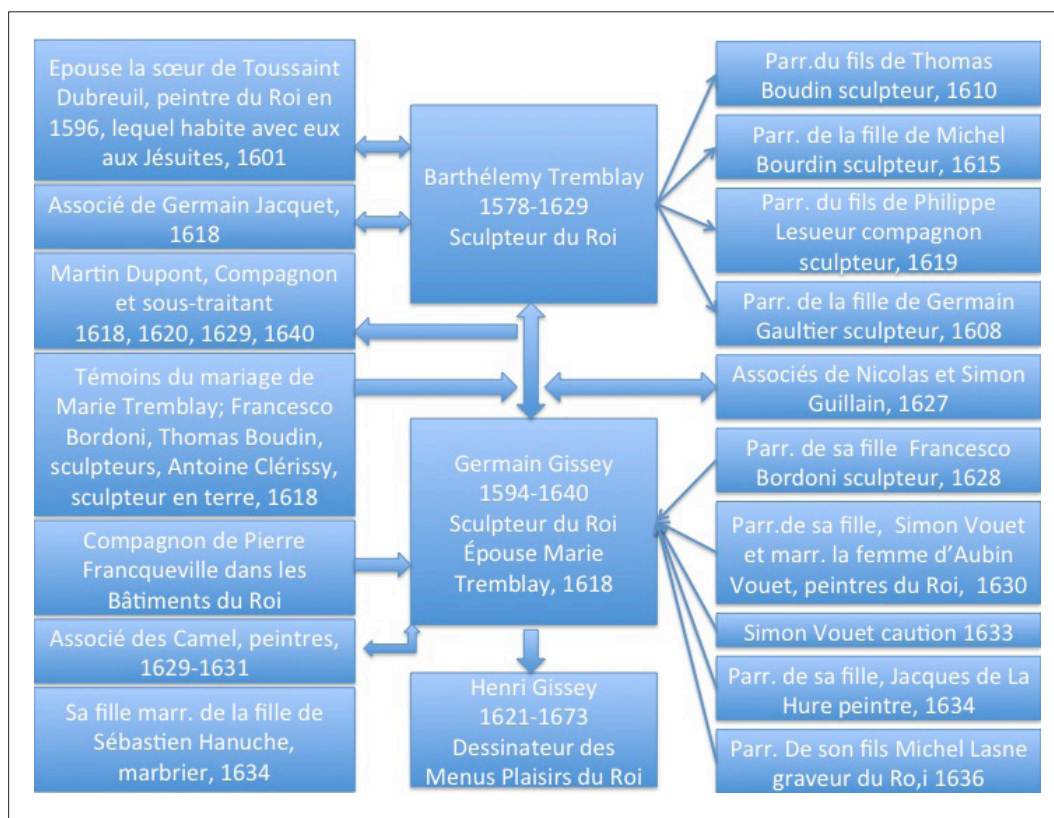 Epouse la sœur de Toussaint
Dubreuil, peintre du Roi en
1596, lequel habite avec eux
aux Jésuites, 1601
Associé de Germain Jacquet,
1618
Martin Dupont, Compagnon
et sous-traitant
1618, 1620, 1629, 1640
Témoins du mariage de
Marie Tremblay; Francesco
Bordoni, Thomas Boudin,
sculpteurs, Antoine Clérissy,
sculpteur en terre, 1618
Compagnon de Pierre
Francqueville dans les
Bâtiments du Roi
Associé des Camel, peintres,
1629-1631
Sa fille marr. de la fille de
Sébastien Hanuche,
marbrier, 1634
Barthélemy Tremblay
1578-1629
Sculpteur du Roi
Germain Gissey
1594-1640
Sculpteur du Roi
Épouse Marie
Tremblay, 1618
Henri Gissey
1621-1673
Dessinateur des
Menus Plaisirs du Roi
Parr.du fils de Thomas
Boudin sculpteur, 1610
Parr. de la fille de Michel
Bourdin sculpteur, 1615
Parr. du fils de Philippe
Lesueur compagnon
sculpteur, 1619
Parr. de la fille de Germain
Gaultier sculpteur, 1608
Associés de Nicolas et Simon
Guillain, 1627
Parr. de sa fille  Francesco
Bordoni sculpteur, 1628
Parr.de sa fille,  Simon Vouet
et marr. la femme d'Aubin
Vouet, peintres du Roi,  1630
Simon Vouet caution 1633
Parr. de sa fille, Jacques de La
Hure peintre, 1634
Parr. De son fils Michel Lasne
graveur du Ro,i 1636